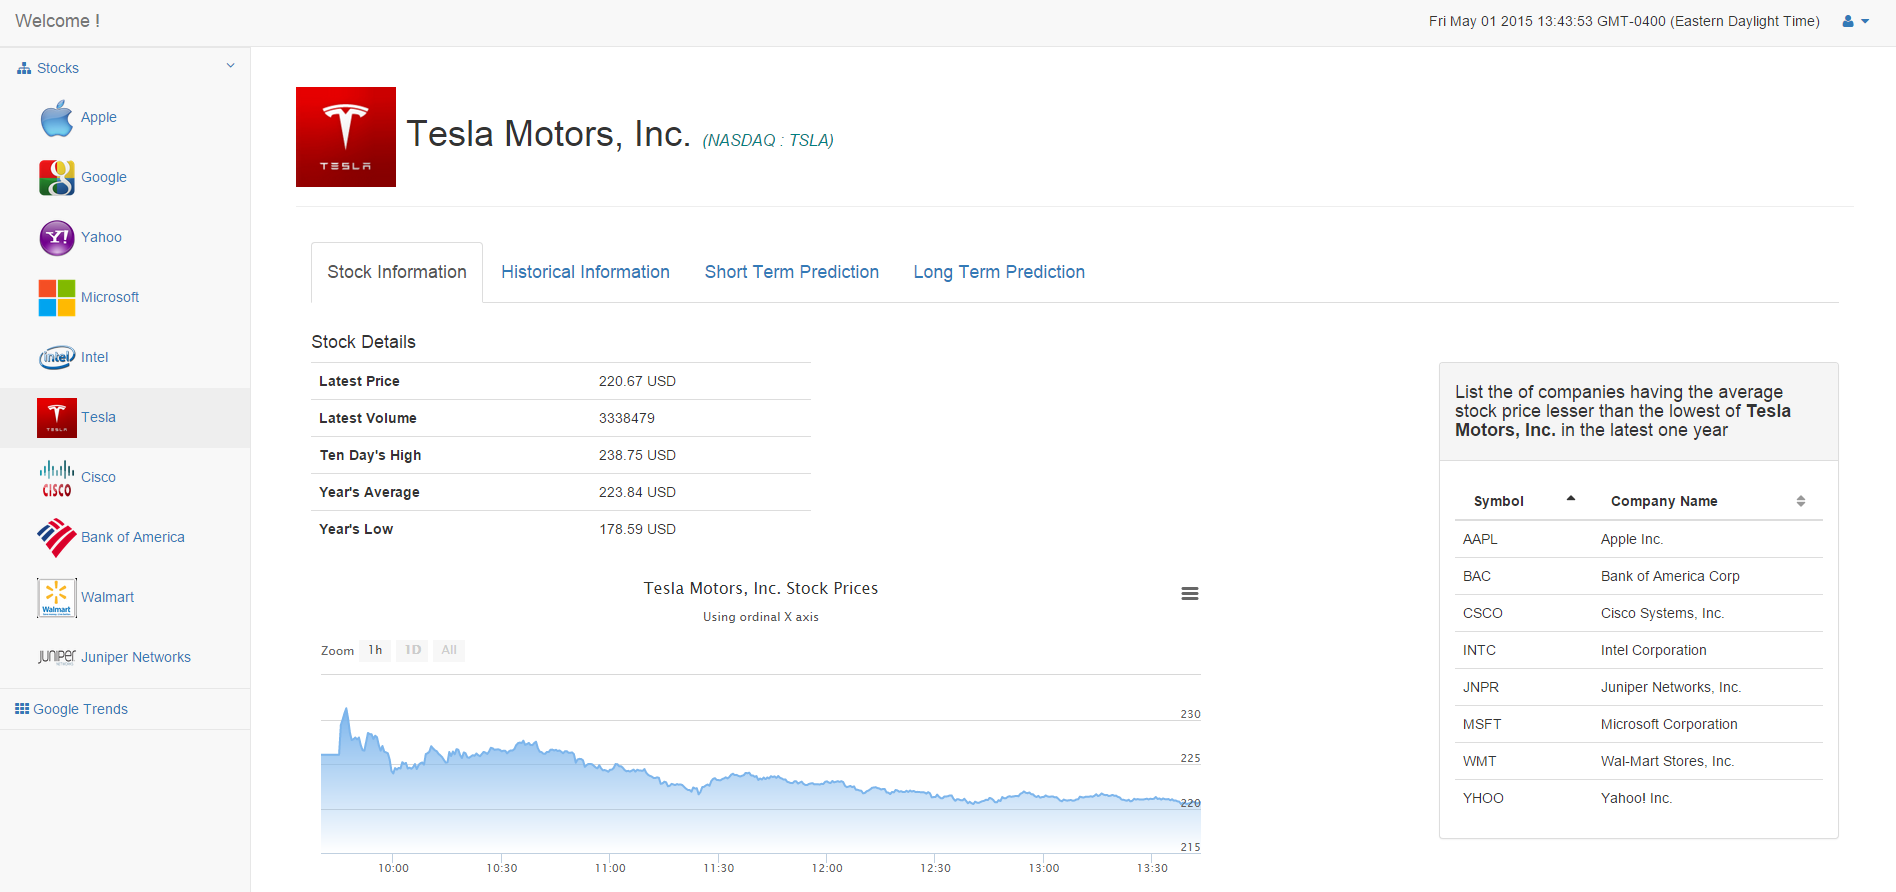 Welcome !
Fri May 01 2015 13:43:53 GMT-0400 (Eastern Daylight Time)
Stocks
Apple
Google
Yahoo
Microsoft
Intel
Tesla
Cisco
Bank of America
Walmart
Juniper Networks
Google Trends
g
Y!
intel
TESLA
CISCO
Walmart
JUNIPER
TESLA
Tesla Motors, Inc. (NASDAQ : TSLA)
Stock Information
Historical Information
Short Term Prediction
Long Term Prediction
Stock Details
Latest Price 220.67 USD
Latest Volume 3338479
Ten Day's High 238.75 USD
Year's Average 223.84 USD
Year's Low 178.59 USD
Tesla Motors, Inc. Stock Prices
Using ordinal X axis
Zoom 1h 1D All
230
225
220
215
10:00 10:30 11:00 11:30 12:00 12:30 13:00 13:30
List the of companies having the average
stock price lesser than the lowest of Tesla
Motors, Inc. in the latest one year
Symbol Company Name
AAPL Apple Inc.
BAC Bank of America Corp
CSCO Cisco Systems, Inc.
INTC Intel Corporation
JNPR Juniper Networks, Inc.
MSFT Microsoft Corporation
WMT Wal-Mart Stores, Inc.
YHOO Yahoo! Inc.